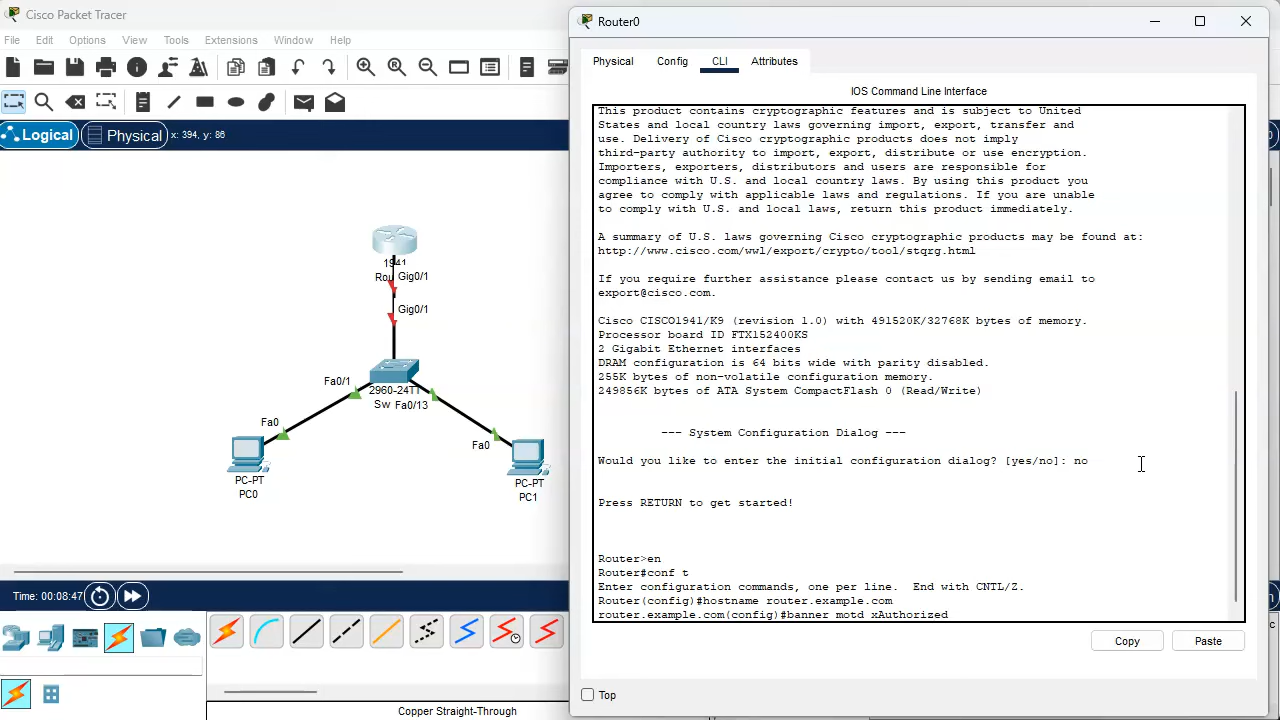 Cisco Packet Tracer
File Edit Options View Tools Extensions Window Help
Logical Physical x: 394, y: 86
1941
Rou Gig0/1
Gig0/1
Fa0/1
2960-24TT
Sw Fa0/13
Fa0
Fa0
PC-PT
PC0
PC-PT
PC1
Time: 00:08:47
Copper Straight-Through
Router0
Physical Config CLI Attributes
IOS Command Line Interface
This product contains cryptographic features and is subject to United
States and local country laws governing import, export, transfer and
use. Delivery of Cisco cryptographic products does not imply
third-party authority to import, export, distribute or use encryption.
Importers, exporters, distributors and users are responsible for
compliance with U.S. and local country laws. By using this product you
agree to comply with applicable laws and regulations. If you are unable
to comply with U.S. and local laws, return this product immediately.
A summary of U.S. laws governing Cisco cryptographic products may be found at:
http://www.cisco.com/wwl/export/crypto/tool/stqrg.html
If you require further assistance please contact us by sending email to
export@cisco.com.
Cisco CISCO1941/K9 (revision 1.0) with 491520K/32768K bytes of memory.
Processor board ID FTX152400KS
2 Gigabit Ethernet interfaces
DRAM configuration is 64 bits wide with parity disabled.
255K bytes of non-volatile configuration memory.
249856K bytes of ATA System CompactFlash 0 (Read/Write)
--- System Configuration Dialog ---
Would you like to enter the initial configuration dialog? [yes/no]: no
Press RETURN to get started!
Router>en
Router#conf t
Enter configuration commands, one per line.  End with CNTL/Z.
Router(config)#hostname router.example.com
router.example.com(config)#banner motd xAuthorized
Copy Paste
Top